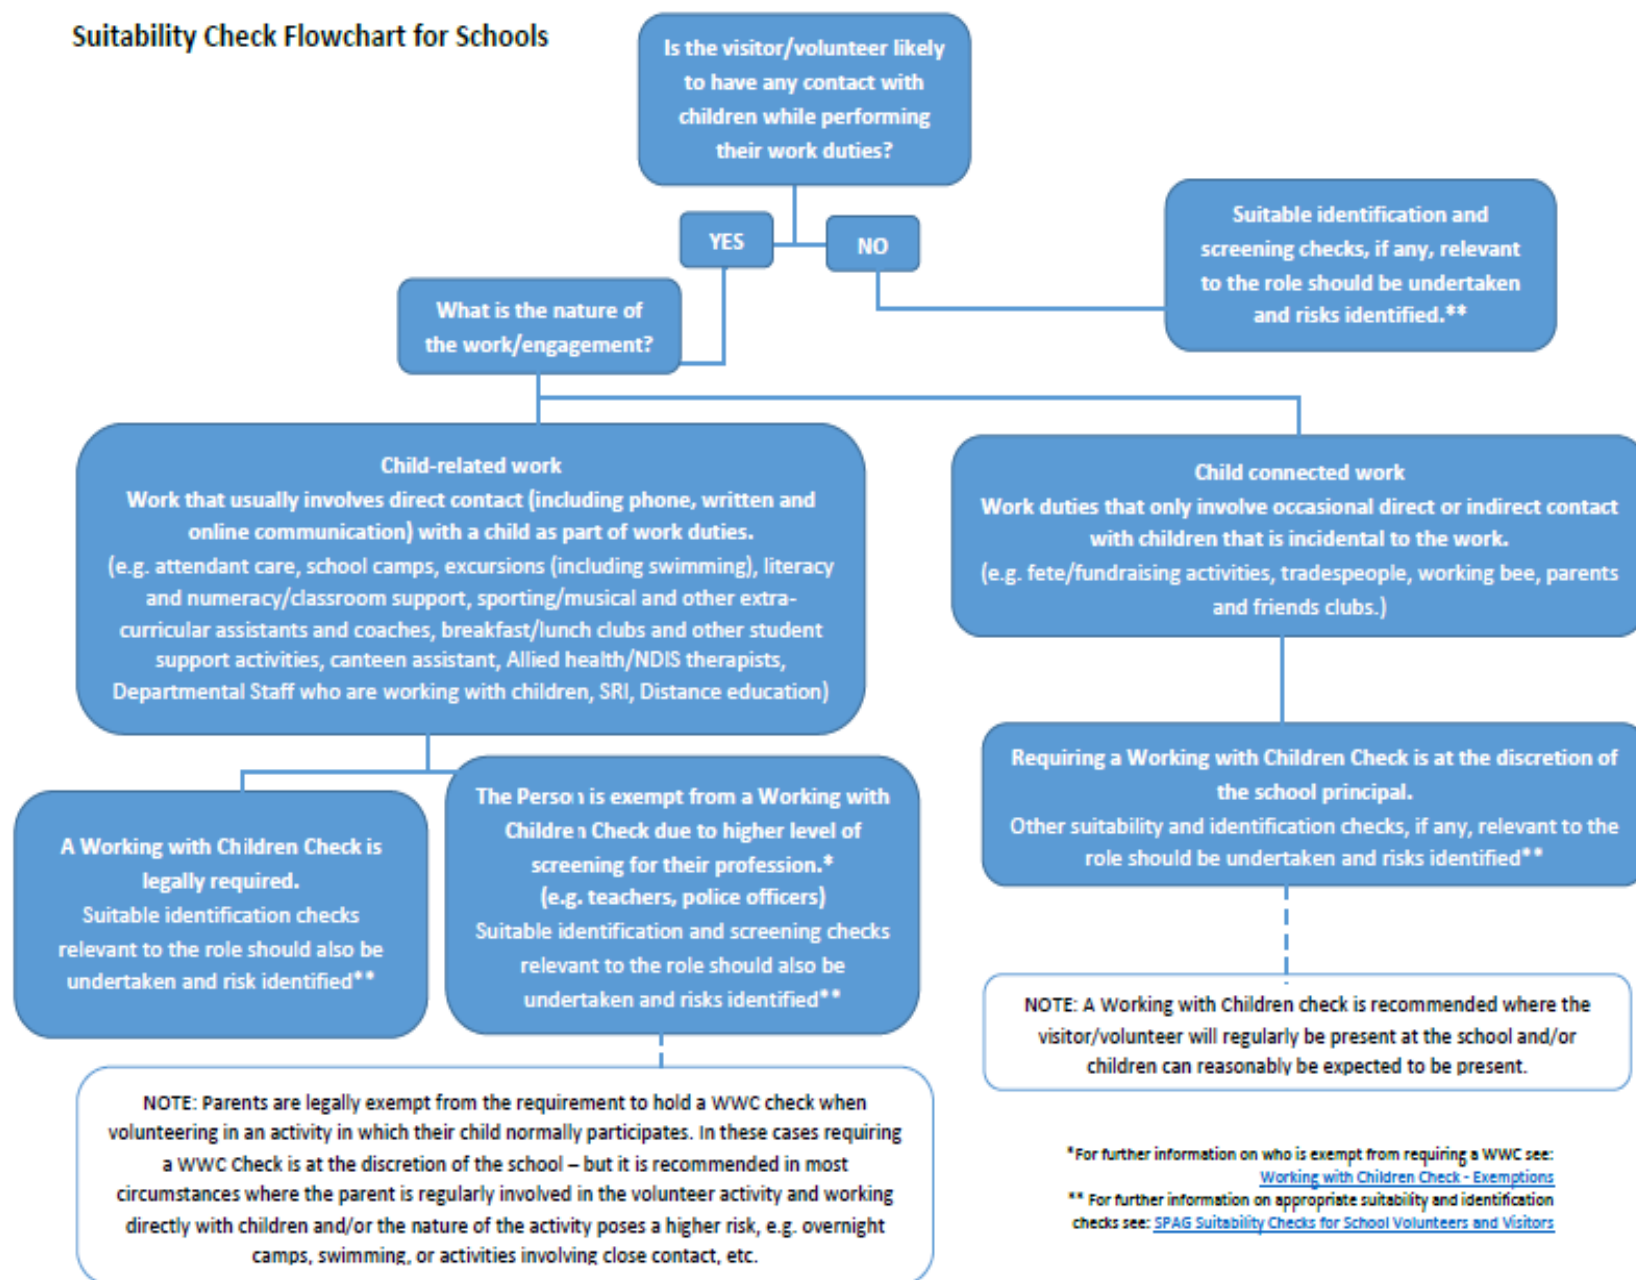 Suitability Check Flowchart for Schools
Is the visitor/volunteer likely
to have any contact with
children while performing
their work duties?
YES
NO
Suitable identification and
screening checks, if any, relevant
to the role should be undertaken
and risks identified.**
What is the nature of
the work/engagement?
Child-related work
Work that usually involves direct contact (including phone, written and
online communication) with a child as part of work duties.
(e.g. attendant care, school camps, excursions (including swimming), literacy
and numeracy/classroom support, sporting/musical and other extra-
curricular assistants and coaches, breakfast/lunch clubs and other student
support activities, canteen assistant, Allied health/NDIS therapists,
Departmental Staff who are working with children, SRI, Distance education)
Child connected work
Work duties that only involve occasional direct or indirect contact
with children that is incidental to the work.
(e.g. fete/fundraising activities, tradespeople, working bee, parents
and friends clubs.)
A Working with Children Check is
legally required.
Suitable identification checks
relevant to the role should also be
undertaken and risk identified**
The Person is exempt from a Working with
Children Check due to higher level of
screening for their profession.*
(e.g. teachers, police officers)
Suitable identification and screening checks
relevant to the role should also be
undertaken and risks identified**
Requiring a Working with Children Check is at the discretion of
the school principal.
Other suitability and identification checks, if any, relevant to the
role should be undertaken and risks identified**
NOTE: A Working with Children check is recommended where the
visitor/volunteer will regularly be present at the school and/or
children can reasonably be expected to be present.
NOTE: Parents are legally exempt from the requirement to hold a WWC check when
volunteering in an activity in which their child normally participates. In these cases requiring
a WWC Check is at the discretion of the school – but it is recommended in most
circumstances where the parent is regularly involved in the volunteer activity and working
directly with children and/or the nature of the activity poses a higher risk, e.g. overnight
camps, swimming, or activities involving close contact, etc.
*For further information on who is exempt from requiring a WWC see:
Working with Children Check - Exemptions
** For further information on appropriate suitability and identification
checks see: SPAG Suitability Checks for School Volunteers and Visitors